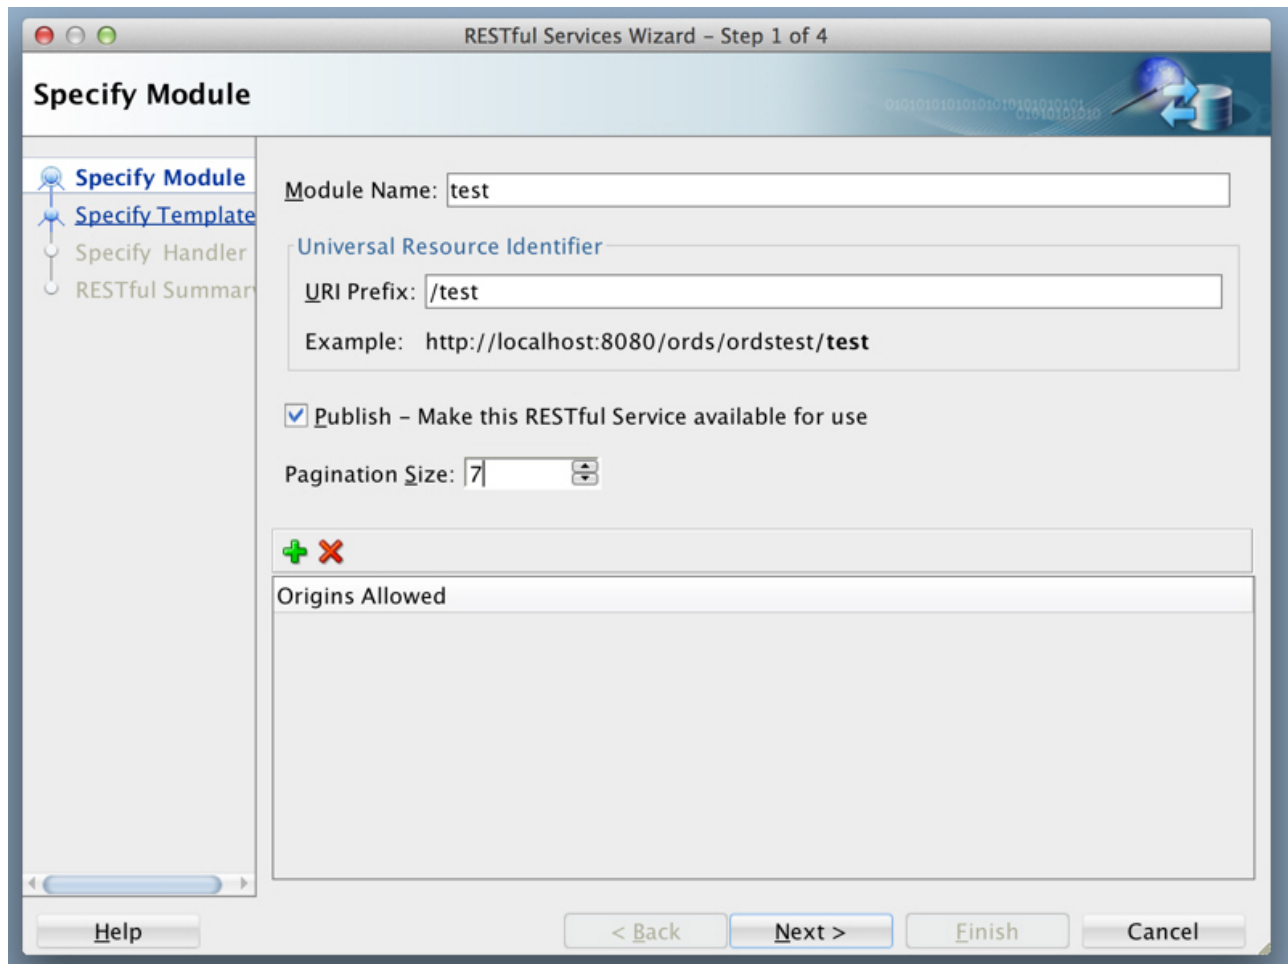 RESTful Services Wizard – Step 1 of 4
Specify Module
0101010101010101010101010101
01010101010
Specify Module
Specify Template
Specify Handler
RESTful Summar
Module Name: test
Universal Resource Identifier
URI Prefix: /test
Example: http://localhost:8080/ords/ordstest/test
Publish – Make this RESTful Service available for use
Pagination Size: 7
Origins Allowed
Help
< Back
Next >
Finish
Cancel